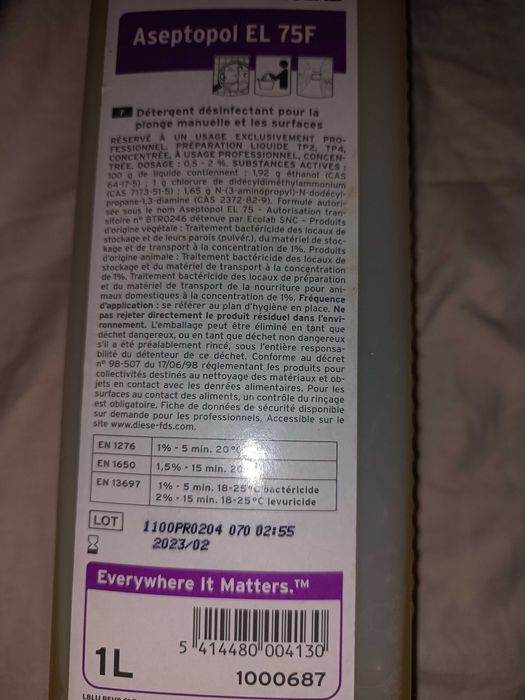 Aseptopol EL 75F
F Détergent désinfectant pour la
plonge manuelle et les surfaces
RÉSERVÉ À UN USAGE EXCLUSIVEMENT PRO-
FESSIONNEL. PRÉPARATION LIQUIDE TP2, TP4,
CONCENTRÉE, À USAGE PROFESSIONNEL, CONCEN-
TRÉE. DOSAGE : 0,5 - 2 %. SUBSTANCES ACTIVES :
100 g de liquide contiennent : 1,92 g éthanol (CAS
64-17-5) ; 1 g chlorure de didécyldiméthylammonium
(CAS 7173-51-5) ; 1,65 g N-(3-aminopropyl)-N-dodécyl-
propane-1,3-diamine (CAS 2372-82-9). Formule autori-
sée sous le nom Aseptopol EL 75 - Autorisation tran-
sitoire n° BTR0246 détenue par Ecolab SNC - Produits
d'origine végétale : Traitement bactéricide des locaux de
stockage et de leurs parois (pulvér.), du matériel de stoc-
kage et de transport à la concentration de 1%. Produits
d'origine animale : Traitement bactéricide des locaux de
stockage et du matériel de transport à la concentration
de 1%. Traitement bactéricide des locaux de préparation
et du matériel de transport de la nourriture pour ani-
maux domestiques à la concentration de 1%. Fréquence
d'application : se référer au plan d'hygiène en place. Ne
pas rejeter directement le produit résiduel dans l'envi-
ronnement. L'emballage peut être éliminé en tant que
déchet dangereux, ou en tant que déchet non dangereux
s'il a été préalablement rincé, sous l'entière responsa-
bilité du détenteur de ce déchet. Conforme au décret
n° 98-507 du 17/06/98 réglementant les produits pour
collectivités destinés au nettoyage des matériaux et ob-
jets en contact avec les denrées alimentaires. Pour les
surfaces au contact des aliments, un contrôle du rinçage
est obligatoire. Fiche de données de sécurité disponible
sur demande pour les professionnels. Accessible sur le
site www.diese-fds.com.
EN 1276 1% - 5 min. 20°
EN 1650 1,5% - 15 min. 20
EN 13697 1% - 5 min. 18-25°C bactéricide
2% - 15 min. 18-25°C levuricide
LOT 1100PR0204 070 02:55
2023/02
Everywhere It Matters.™
1L
5 414480 004130
1000687